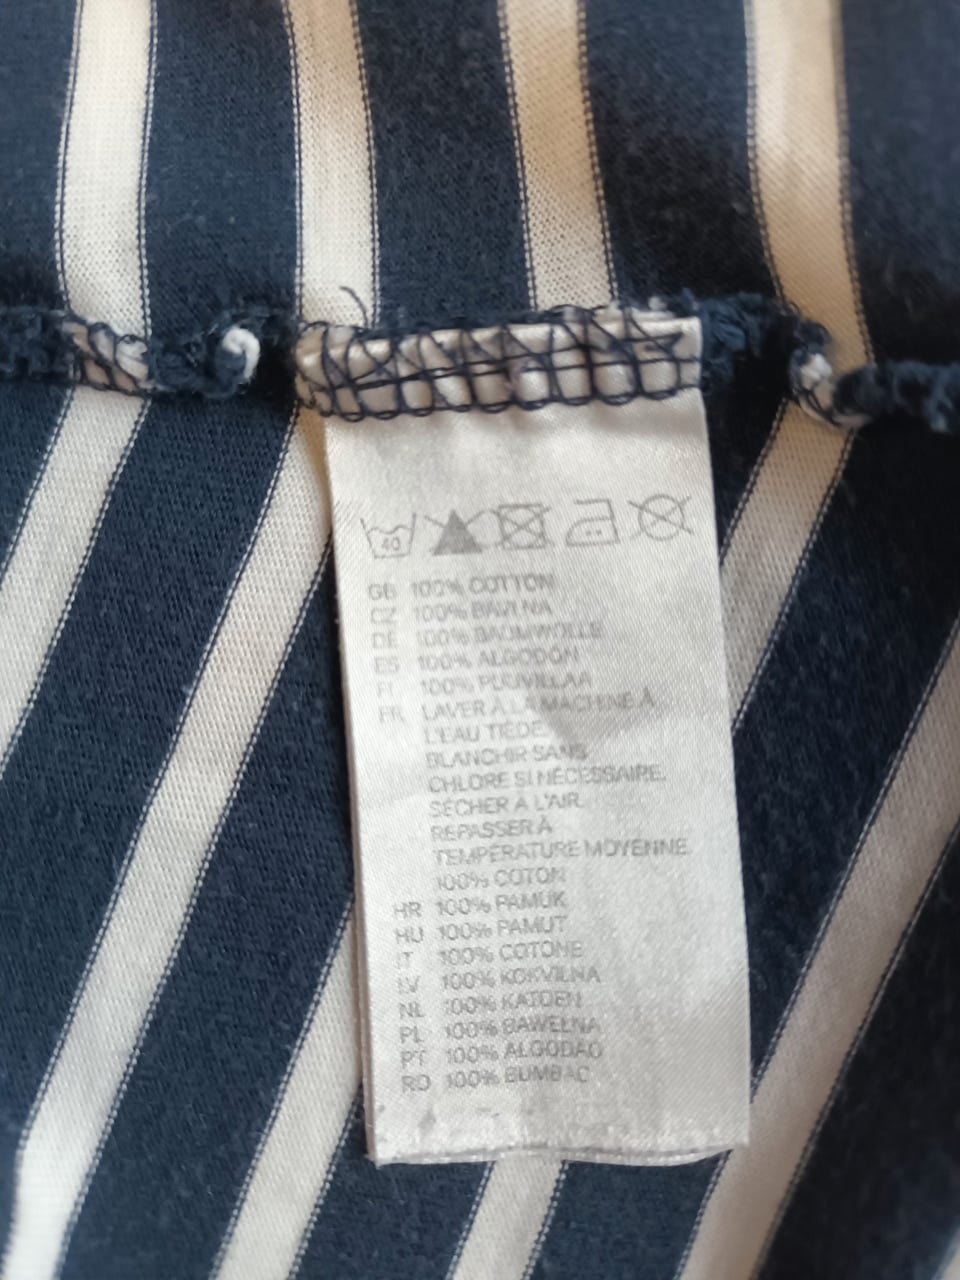 40
GB 100% COTTON
CZ 100% BAVLNA
DE 100% BAUMWOLLE
ES 100% ALGODÓN
FI 100% PUUVILLAA
FR LAVER À LA MACHINE À
L'EAU TIÈDE.
BLANCHIR SANS
CHLORE SI NÉCESSAIRE.
SÉCHER À L'AIR.
REPASSER À
TEMPÉRATURE MOYENNE.
100% COTON
HR 100% PAMUK
HU 100% PAMUT
IT 100% COTONE
LV 100% KOKVILNA
NL 100% KATOEN
PL 100% BAWEŁNA
PT 100% ALGODÃO
RO 100% BUMBAC